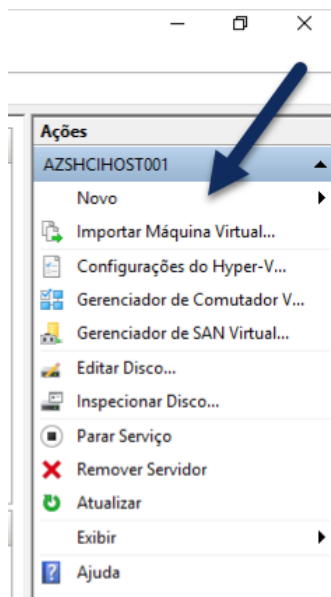 Ações
AZSHCIHOST001
Novo
Importar Máquina Virtual...
Configurações do Hyper-V...
Gerenciador de Comutador V...
Gerenciador de SAN Virtual...
Editar Disco...
Inspecionar Disco...
Parar Serviço
Remover Servidor
Atualizar
Exibir
Ajuda